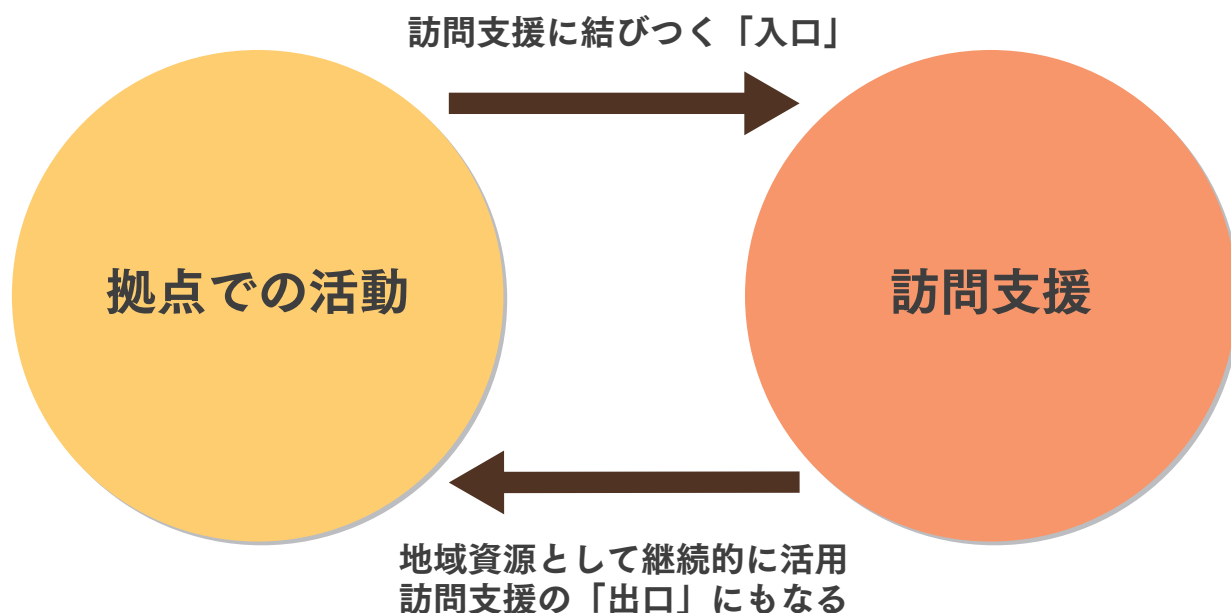 訪問支援に結びつく「入口」
拠点での活動
訪問支援
地域資源として継続的に活用
訪問支援の「出口」にもなる